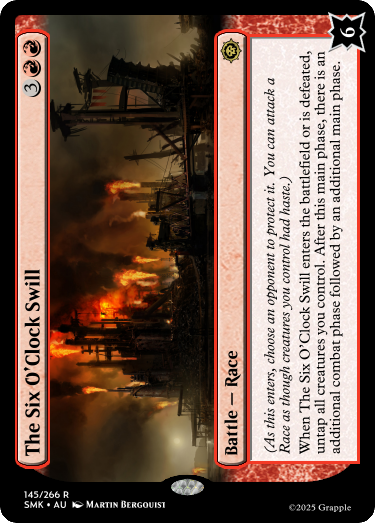 The Six O'Clock Swill
3
Battle — Race
(As this enters, choose an opponent to protect it. You can attack a
Race as though creatures you control had haste.)
When The Six O'Clock Swill enters the battlefield or is defeated,
untap all creatures you control. After this main phase, there is an
additional combat phase followed by an additional main phase.
6
145/266 R
SMK • AU Martin Bergquist
©2025 Grapple